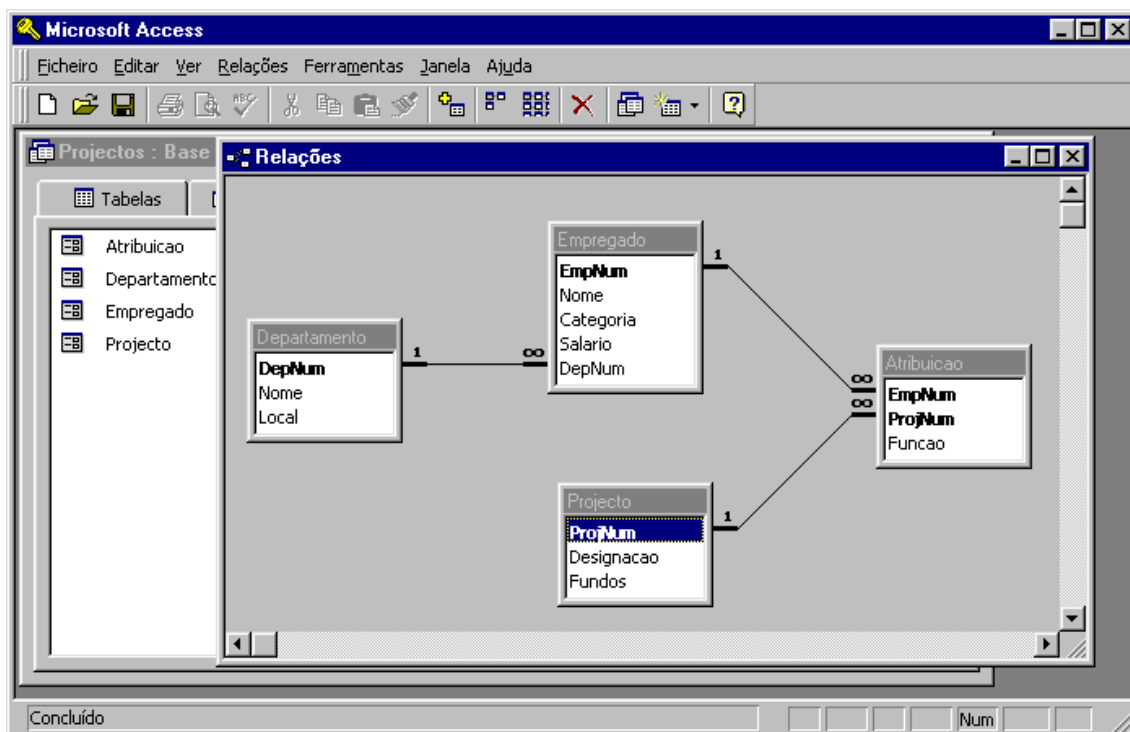 Microsoft Access
Ficheiro Editar Ver Relações Ferramentas Janela Ajuda
ABC
Projectos : Base
Relações
Tabelas
Atribuicao
Departamento
Empregado
Projecto
Departamento
DepNum
Nome
Local
1
∞
Empregado
EmpNum
Nome
Categoria
Salario
DepNum
1
∞
∞
Atribuicao
EmpNum
ProjNum
Funcao
Projecto
ProjNum
Designacao
Fundos
1
Concluído
Num